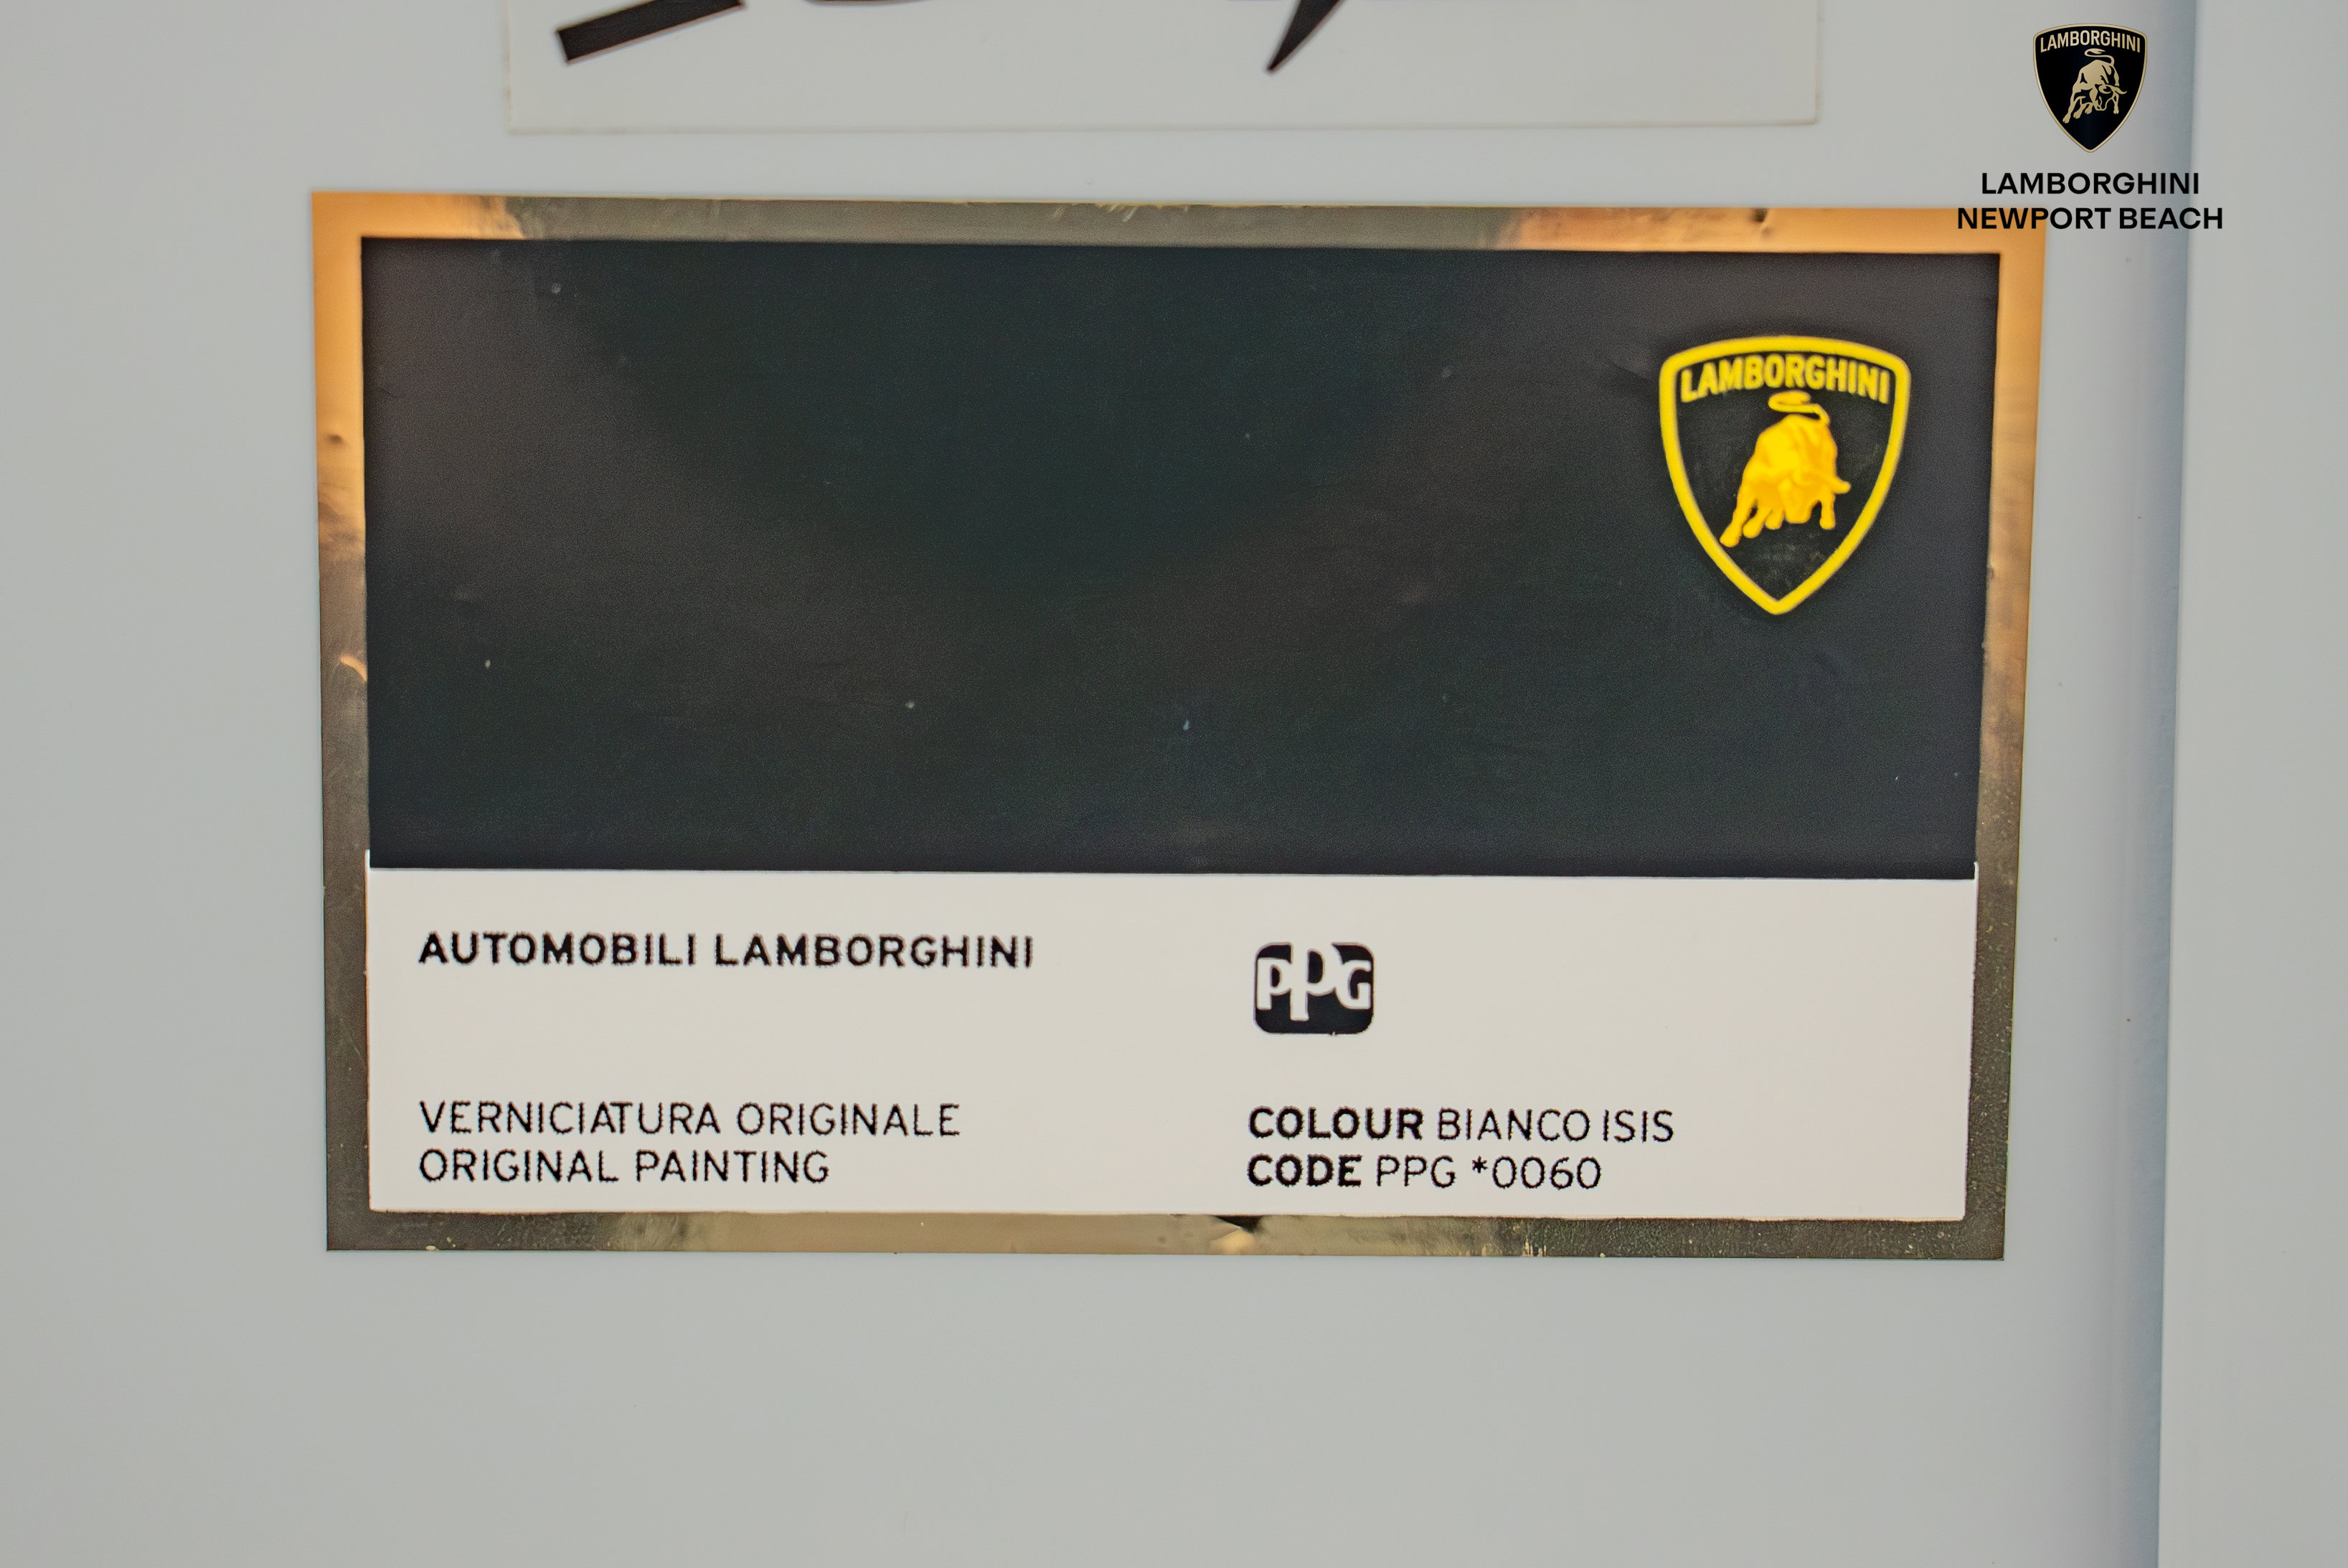 LAMBORGHINI
LAMBORGHINI
NEWPORT BEACH
LAMBORGHINI
AUTOMOBILI LAMBORGHINI
PPG
VERNICIATURA ORIGINALE
ORIGINAL PAINTING
COLOUR BIANCO ISIS
CODE PPG *0060